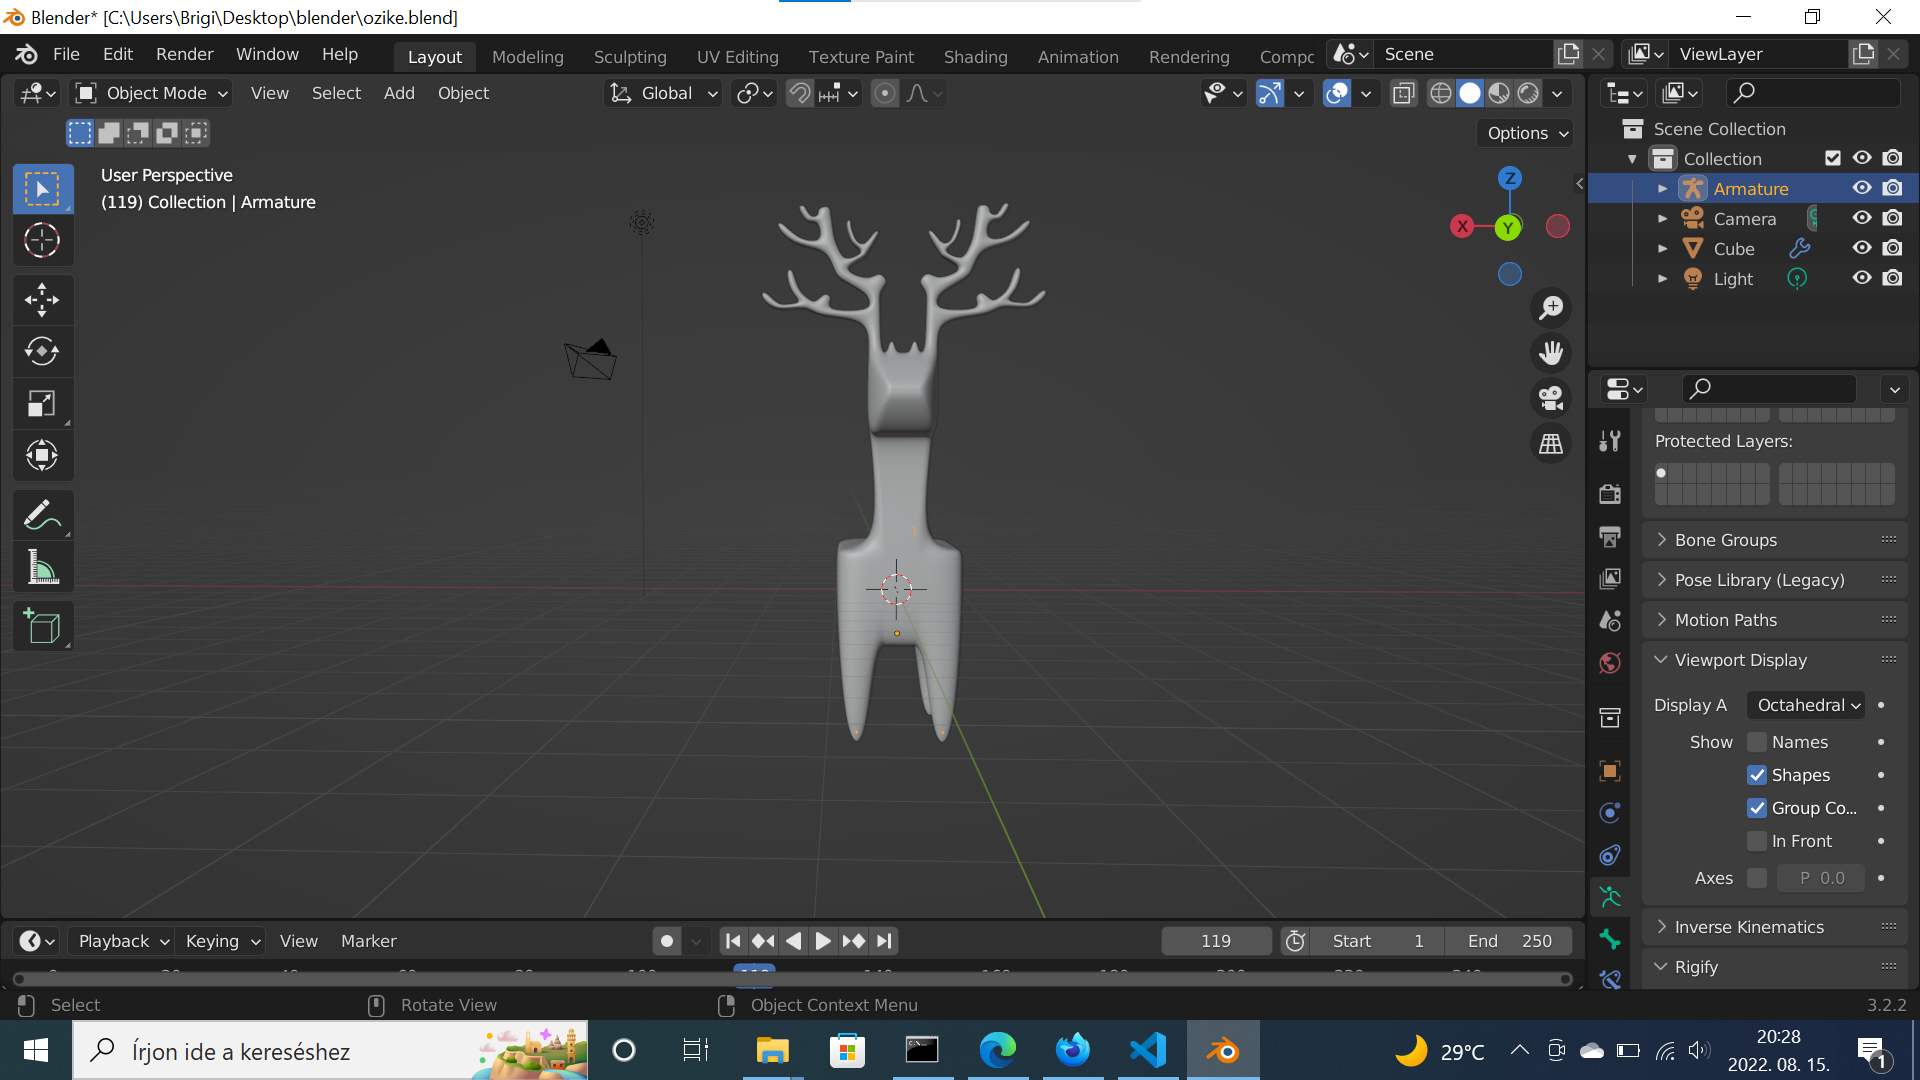 Blender* [C:\Users\Brigi\Desktop\blender\ozike.blend]
File Edit Render Window Help Layout Modeling Sculpting UV Editing Texture Paint Shading Animation Rendering Compc Scene ViewLayer
Object Mode View Select Add Object Global
Options
User Perspective
(119) Collection | Armature
Z
X
Y
Scene Collection
Collection
Armature
Camera
Cube
Light
Protected Layers:
Bone Groups
Pose Library (Legacy)
Motion Paths
Viewport Display
Display A Octahedral
Show Names
Shapes
Group Co...
In Front
Axes P 0.0
Inverse Kinematics
Rigify
Playback Keying View Marker 119 Start 1 End 250
Select Rotate View Object Context Menu 3.2.2
Írjon ide a kereséshez
29°C
20:28
2022. 08. 15.
1